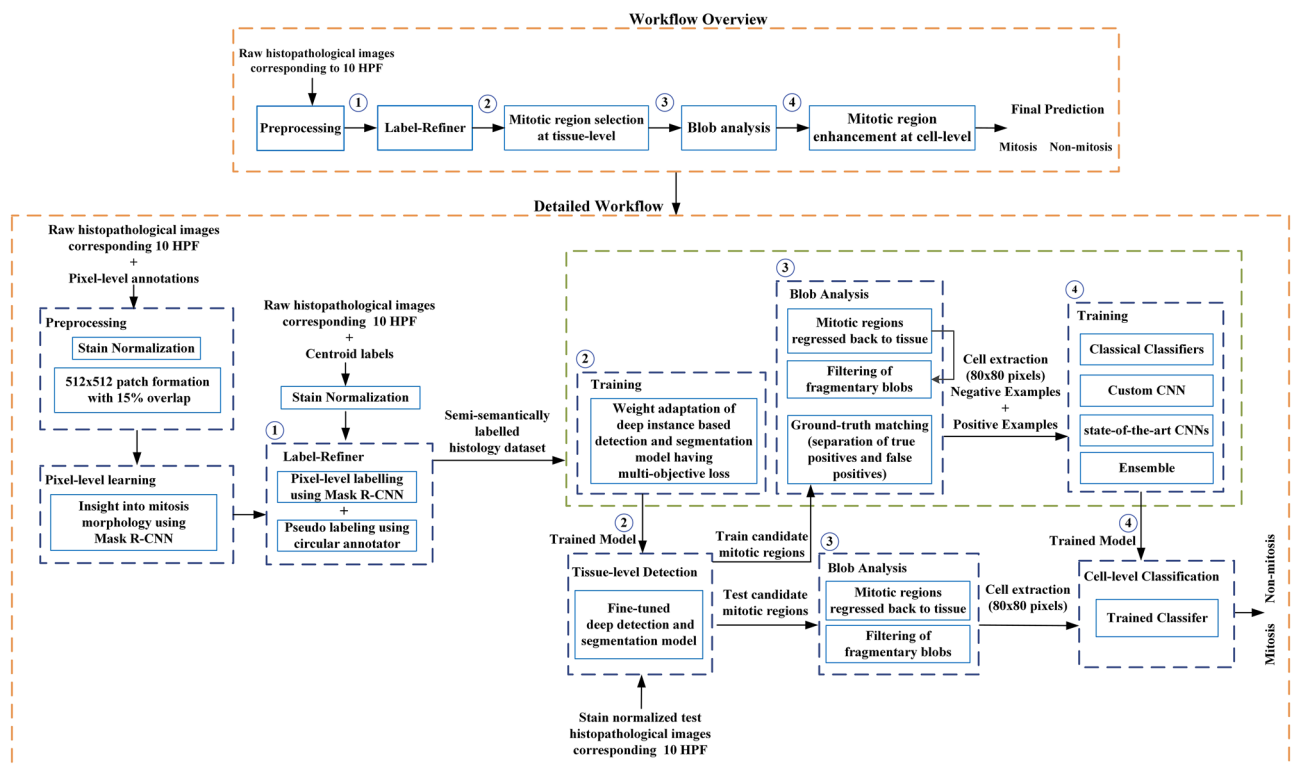 Workflow Overview
Raw histopathological images
corresponding to 10 HPF
1
2
3
4
Preprocessing
Label-Refiner
Mitotic region selection
at tissue-level
Blob analysis
Mitotic region
enhancement at cell-level
Final Prediction
Mitosis Non-mitosis
Detailed Workflow
Raw histopathological images
corresponding 10 HPF
+
Pixel-level annotations
Preprocessing
Stain Normalization
512x512 patch formation
with 15% overlap
Pixel-level learning
Insight into mitosis
morphology using
Mask R-CNN
Raw histopathological images
corresponding 10 HPF
+
Centroid labels
Stain Normalization
1
Label-Refiner
Pixel-level labelling
using Mask R-CNN
+
Pseudo labeling using
circular annotator
Semi-semantically
labelled
histology dataset
2
Training
Weight adaptation of
deep instance based
detection and segmentation
model having
multi-objective loss
3
Blob Analysis
Mitotic regions
regressed back to tissue
Filtering of
fragmentary blobs
Ground-truth matching
(separation of true
positives and false
positives)
Cell extraction
(80x80 pixels)
Negative Examples
+
Positive Examples
4
Training
Classical Classifiers
Custom CNN
state-of-the-art CNNs
Ensemble
2
Trained Model
Train candidate
mitotic regions
Tissue-level Detection
Fine-tuned
deep detection and
segmentation model
Test candidate
mitotic regions
Stain normalized test
histopathological images
corresponding 10 HPF
3
Blob Analysis
Mitotic regions
regressed back to tissue
Filtering of
fragmentary blobs
Cell extraction
(80x80 pixels)
4
Trained Model
Cell-level Classification
Trained Classifer
Non-mitosis
Mitosis